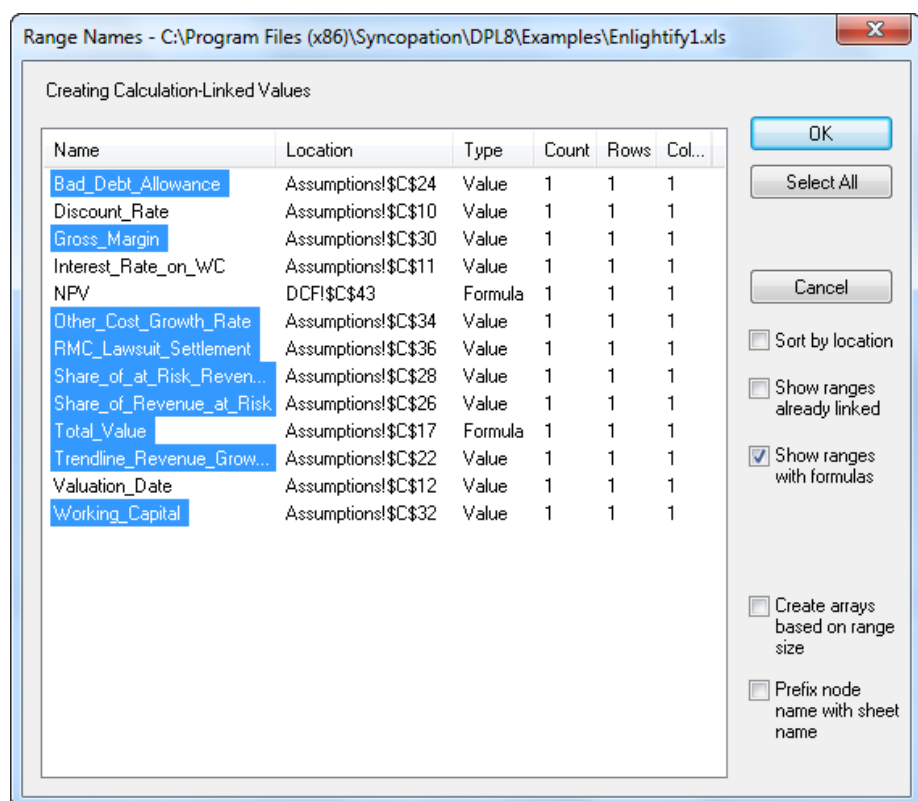 Range Names - C:\Program Files (x86)\Syncopation\DPL8\Examples\Enlightify1.xls
Creating Calculation-Linked Values
Name Location Type Count Rows Col...
Bad_Debt_Allowance Assumptions!$C$24 Value 1 1 1
Discount_Rate Assumptions!$C$10 Value 1 1 1
Gross_Margin Assumptions!$C$30 Value 1 1 1
Interest_Rate_on_WC Assumptions!$C$11 Value 1 1 1
NPV DCF!$C$43 Formula 1 1 1
Other_Cost_Growth_Rate Assumptions!$C$34 Value 1 1 1
RMC_Lawsuit_Settlement Assumptions!$C$36 Value 1 1 1
Share_of_at_Risk_Reven... Assumptions!$C$28 Value 1 1 1
Share_of_Revenue_at_Risk Assumptions!$C$26 Value 1 1 1
Total_Value Assumptions!$C$17 Formula 1 1 1
Trendline_Revenue_Grow... Assumptions!$C$22 Value 1 1 1
Valuation_Date Assumptions!$C$12 Value 1 1 1
Working_Capital Assumptions!$C$32 Value 1 1 1
OK
Select All
Cancel
Sort by location
Show ranges
already linked
Show ranges
with formulas
Create arrays
based on range
size
Prefix node
name with sheet
name